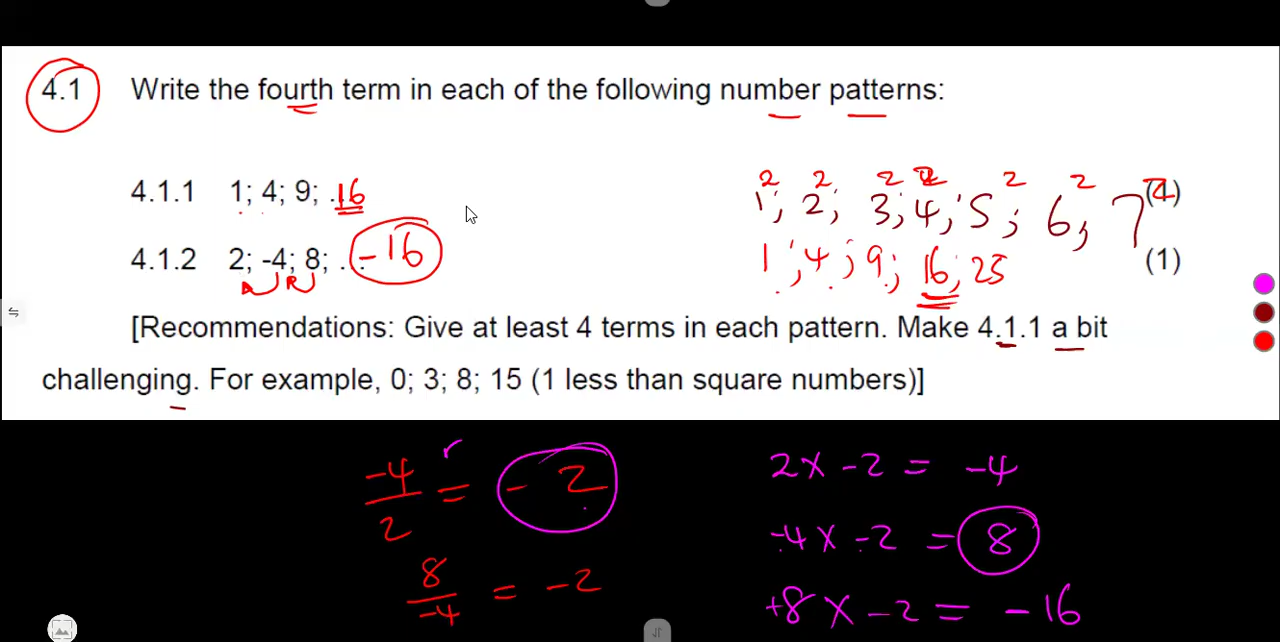 4.1 Write the fourth term in each of the following number patterns:
4.1.1 1; 4; 9; ..16
1²; 2²; 3²; 4²; 5²; 6²; 7² (1)
4.1.2 2; -4; 8; ... -16
1; 4; 9; 16; 25 (1)
[Recommendations: Give at least 4 terms in each pattern. Make 4.1.1 a bit
challenging. For example, 0; 3; 8; 15 (1 less than square numbers)]
r
-4/2 = -2
2 x -2 = -4
-4 x -2 = 8
8/-4 = -2
+8 x -2 = -16